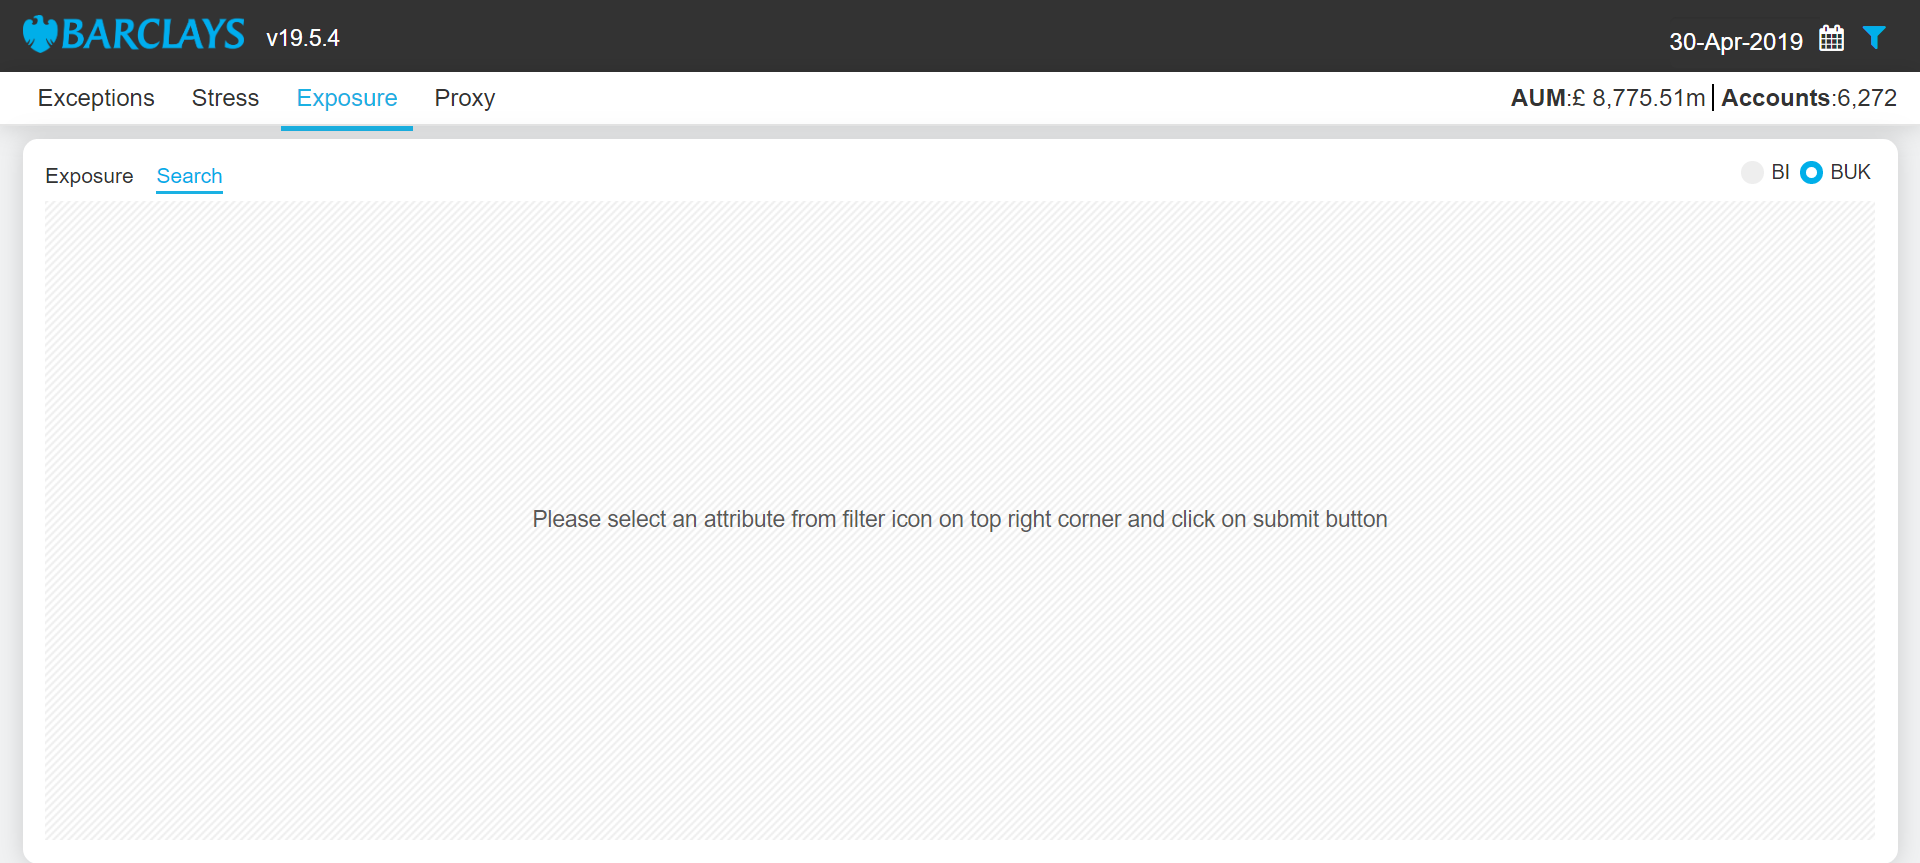 BARCLAYS v19.5.4 30-Apr-2019
Exceptions Stress Exposure Proxy AUM:£ 8,775.51m Accounts:6,272
Exposure Search BI BUK
Please select an attribute from filter icon on top right corner and click on submit button